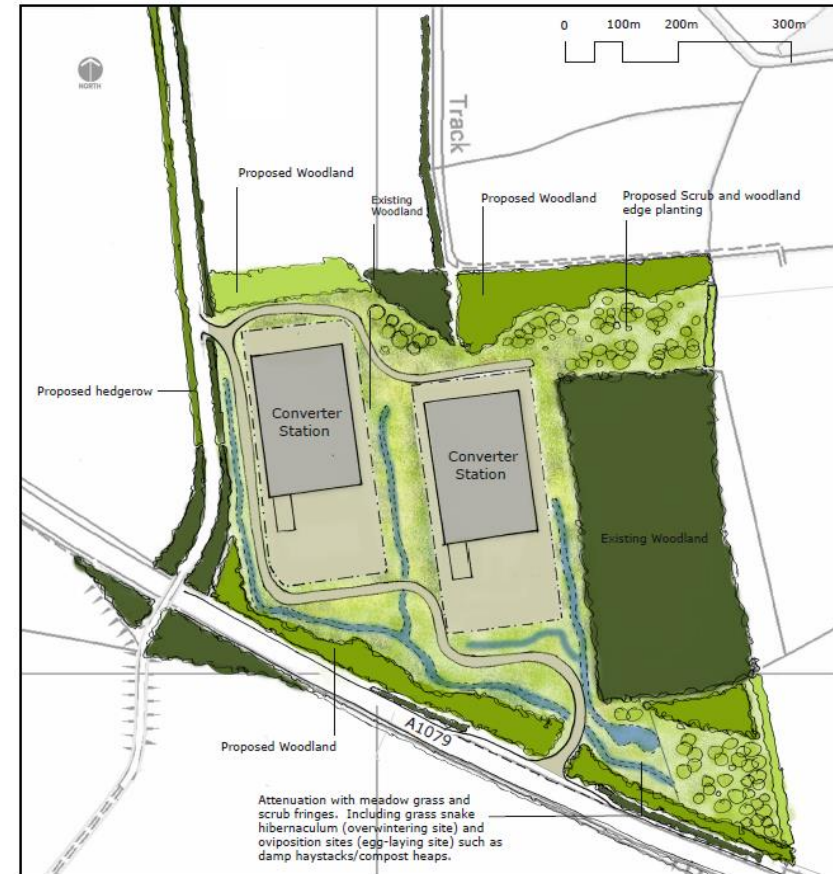 0 100m 200m 300m
NORTH
Track
Proposed Woodland
Existing
Woodland
Proposed Woodland
Proposed Scrub and woodland
edge planting
Proposed hedgerow
Converter
Station
Converter
Station
Existing Woodland
Proposed Woodland
A1079
Attenuation with meadow grass and
scrub fringes. Including grass snake
hibernaculum (overwintering site) and
oviposition sites (egg-laying site) such as
damp haystacks/compost heaps.